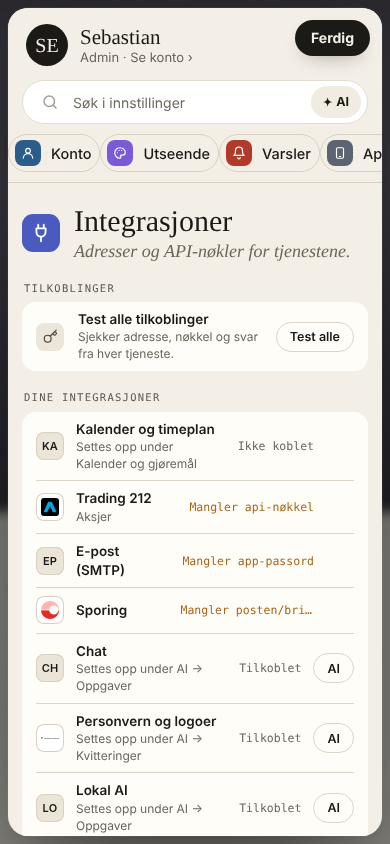 SE
Sebastian
Admin · Se konto ›
Ferdig
Søk i innstillinger
✦ AI
Konto
Utseende
Varsler
Ap
Integrasjoner
Adresser og API-nøkler for tjenestene.
TILKOBLINGER
Test alle tilkoblinger
Sjekker adresse, nøkkel og svar
fra hver tjeneste.
Test alle
DINE INTEGRASJONER
KA
Kalender og timeplan
Settes opp under
Kalender og gjøremål
Ikke koblet
Trading 212
Aksjer
Mangler api-nøkkel
EP
E-post
(SMTP)
Mangler app-passord
Sporing
Mangler posten/bri…
CH
Chat
Settes opp under AI →
Oppgaver
Tilkoblet
AI
Personvern og logoer
Settes opp under AI →
Kvitteringer
Tilkoblet
AI
LO
Lokal AI
Settes opp under AI →
Oppgaver
Tilkoblet
AI